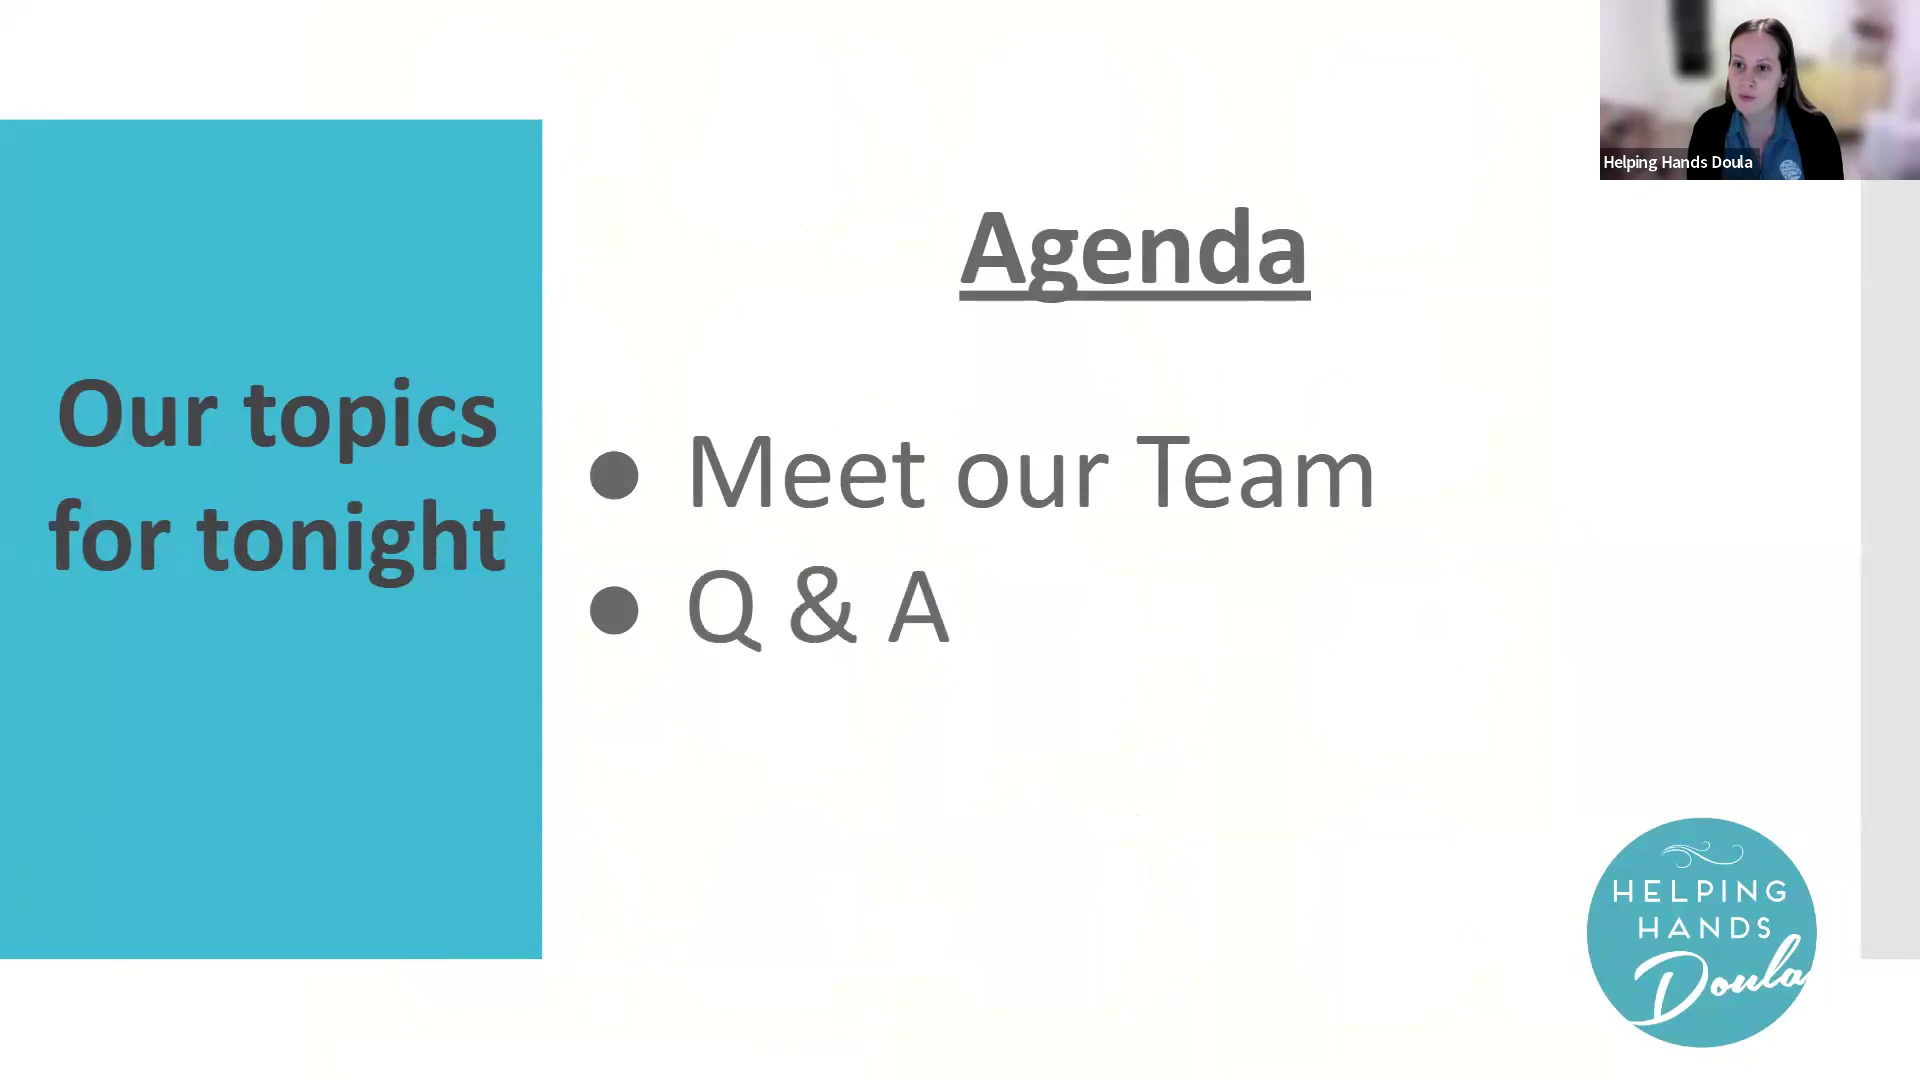 Helping Hands Doula
Agenda
Our topics
for tonight
● Meet our Team
● Q & A
HELPING
HANDS
Doula